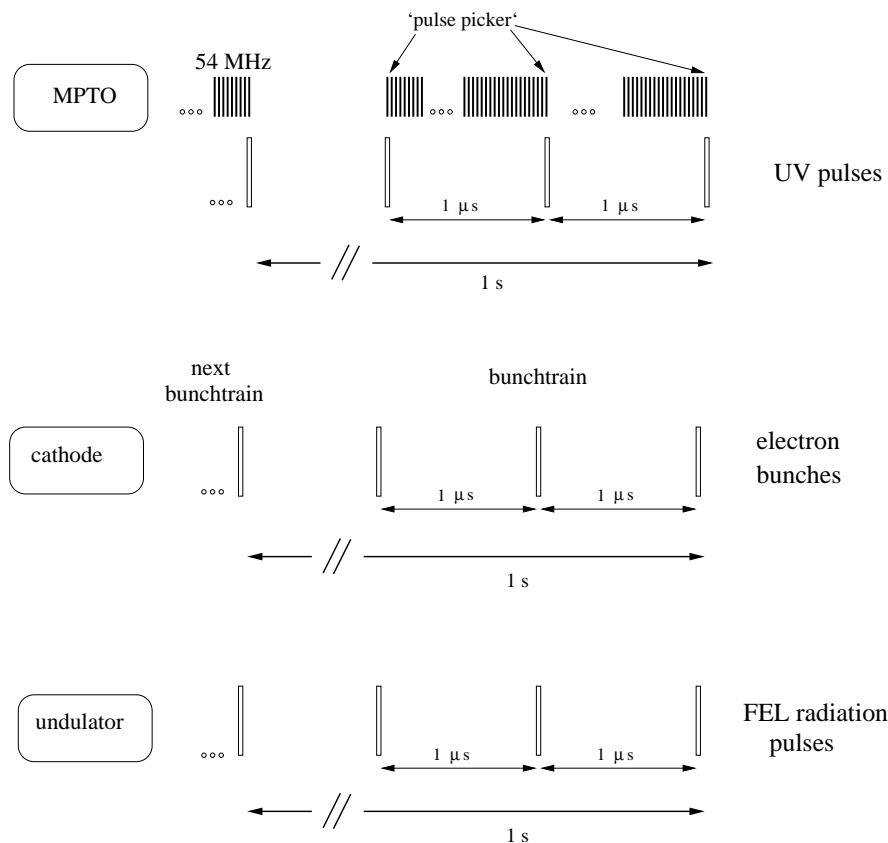 ‘pulse picker‘
54 MHz
MPTO
UV pulses
1 μs 1 μs
1 s
next
bunchtrain
bunchtrain
cathode
electron
bunches
1 μs 1 μs
1 s
undulator
FEL radiation
pulses
1 μs 1 μs
1 s